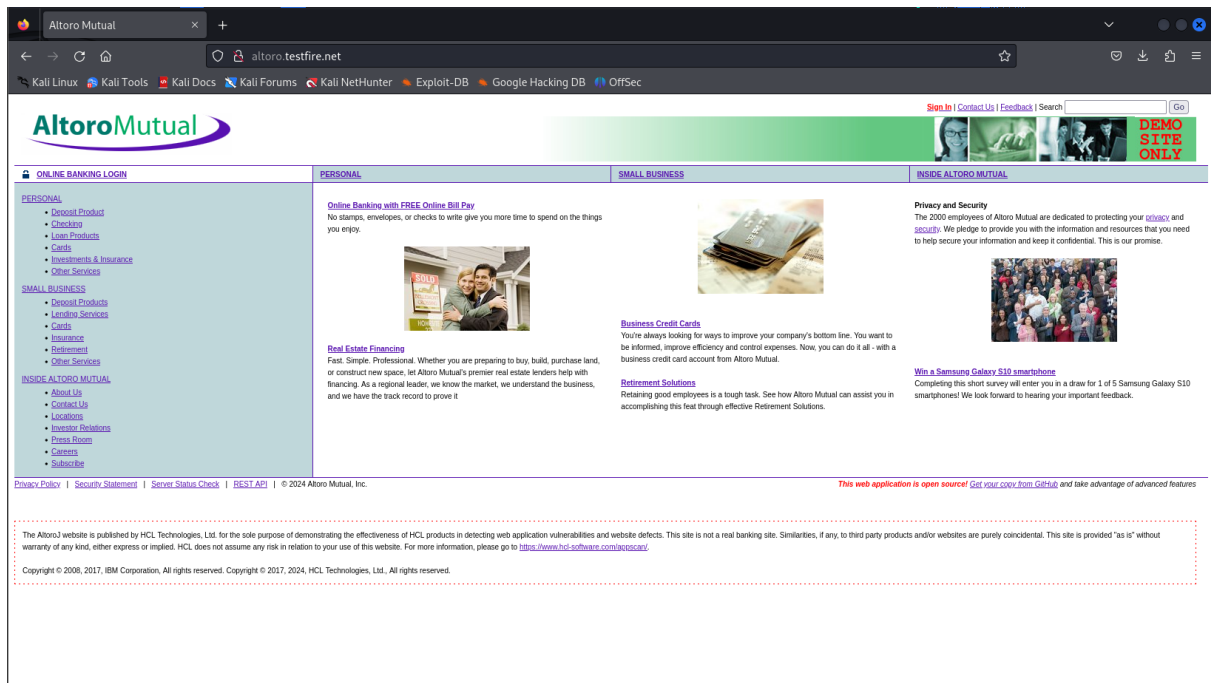 Altoro Mutual
altoro.testfire.net
Kali Linux Kali Tools Kali Docs Kali Forums Kali NetHunter Exploit-DB Google Hacking DB OffSec
AltoroMutual
Sign In | Contact Us | Feedback | Search Go
DEMO
SITE
ONLY
ONLINE BANKING LOGIN
PERSONAL
SMALL BUSINESS
INSIDE ALTORO MUTUAL
PERSONAL
• Deposit Product
• Checking
• Loan Products
• Cards
• Investments & Insurance
• Other Services
SMALL BUSINESS
• Deposit Products
• Lending Services
• Cards
• Insurance
• Retirement
• Other Services
INSIDE ALTORO MUTUAL
• About Us
• Contact Us
• Locations
• Investor Relations
• Press Room
• Careers
• Subscribe
Online Banking with FREE Online Bill Pay
No stamps, envelopes, or checks to write give you more time to spend on the things
you enjoy.
SOLD
Real Estate Financing
Fast. Simple. Professional. Whether you are preparing to buy, build, purchase land,
or construct new space, let Altoro Mutual's premier real estate lenders help with
financing. As a regional leader, we know the market, we understand the business,
and we have the track record to prove it
Business Credit Cards
You're always looking for ways to improve your company's bottom line. You want to
be informed, improve efficiency and control expenses. Now, you can do it all - with a
business credit card account from Altoro Mutual.
Retirement Solutions
Retaining good employees is a tough task. See how Altoro Mutual can assist you in
accomplishing this feat through effective Retirement Solutions.
Privacy and Security
The 2000 employees of Altoro Mutual are dedicated to protecting your privacy and
security. We pledge to provide you with the information and resources that you need
to help secure your information and keep it confidential. This is our promise.
Win a Samsung Galaxy S10 smartphone
Completing this short survey will enter you in a draw for 1 of 5 Samsung Galaxy S10
smartphones! We look forward to hearing your important feedback.
Privacy Policy | Security Statement | Server Status Check | REST API | © 2024 Altoro Mutual, Inc.
This web application is open source! Get your copy from GitHub and take advantage of advanced features
The AltoroJ website is published by HCL Technologies, Ltd. for the sole purpose of demonstrating the effectiveness of HCL products in detecting web application vulnerabilities and website defects. This site is not a real banking site. Similarities, if any, to third party products and/or websites are purely coincidental. This site is provided "as is" without
warranty of any kind, either express or implied. HCL does not assume any risk in relation to your use of this website. For more information, please go to https://www.hcl-software.com/appscan/.
Copyright © 2008, 2017, IBM Corporation, All rights reserved. Copyright © 2017, 2024, HCL Technologies, Ltd., All rights reserved.